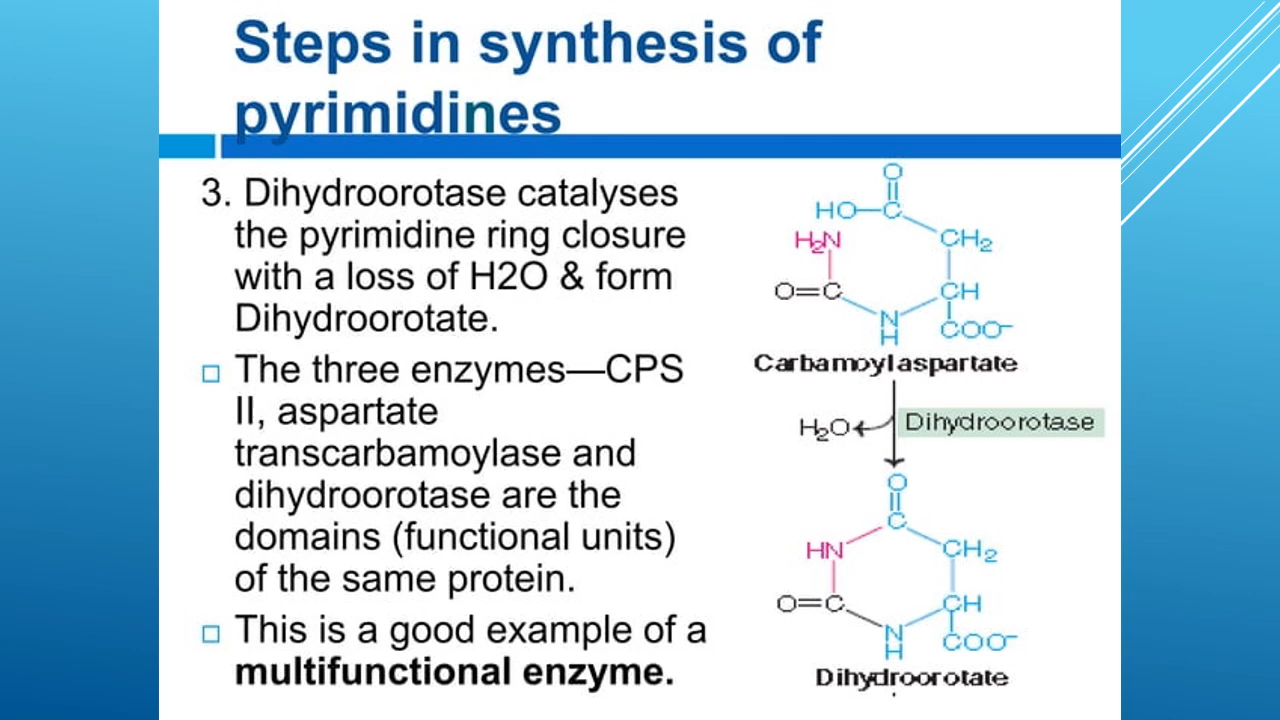 Steps in synthesis of
pyrimidines
3. Dihydroorotase catalyses
the pyrimidine ring closure
with a loss of H2O & form
Dihydroorotate.
The three enzymes—CPS
II, aspartate
transcarbamoylase and
dihydroorotase are the
domains (functional units)
of the same protein.
This is a good example of a
multifunctional enzyme.
O
HO—C
H₂N
CH₂
O=C
CH
N
H
COO⁻
Carbamoylaspartate
H₂O
Dihydroorotase
O
C
HN
CH₂
O=C
CH
N
H
COO⁻
Dihydroorotate